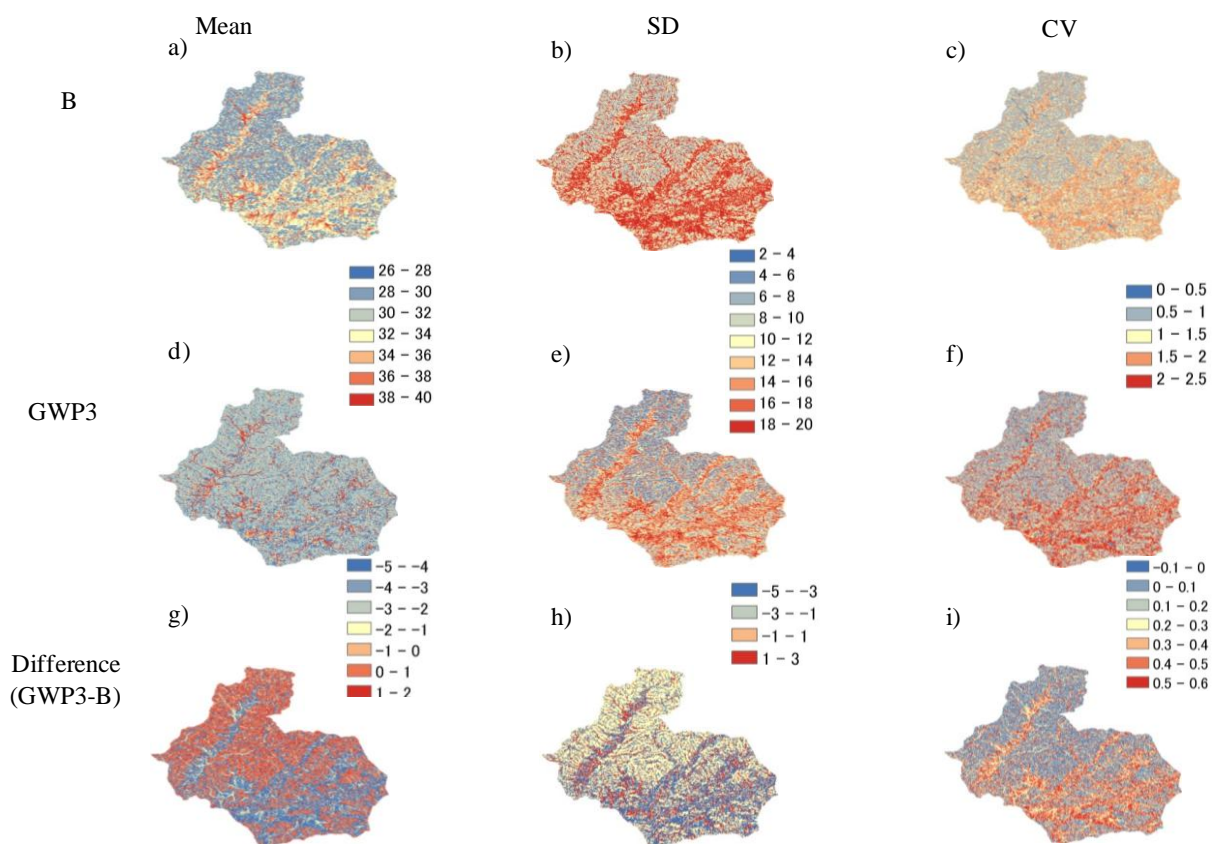 Mean
SD
CV
a)
b)
c)
B
26 - 28
28 - 30
30 - 32
32 - 34
34 - 36
36 - 38
38 - 40
2 - 4
4 - 6
6 - 8
8 - 10
10 - 12
12 - 14
14 - 16
16 - 18
18 - 20
0 - 0.5
0.5 - 1
1 - 1.5
1.5 - 2
2 - 2.5
d)
e)
f)
GWP3
-5 - -4
-4 - -3
-3 - -2
-2 - -1
-1 - 0
0 - 1
1 - 2
-5 - -3
-3 - -1
-1 - 1
1 - 3
-0.1 - 0
0 - 0.1
0.1 - 0.2
0.2 - 0.3
0.3 - 0.4
0.4 - 0.5
0.5 - 0.6
g)
h)
i)
Difference
(GWP3-B)